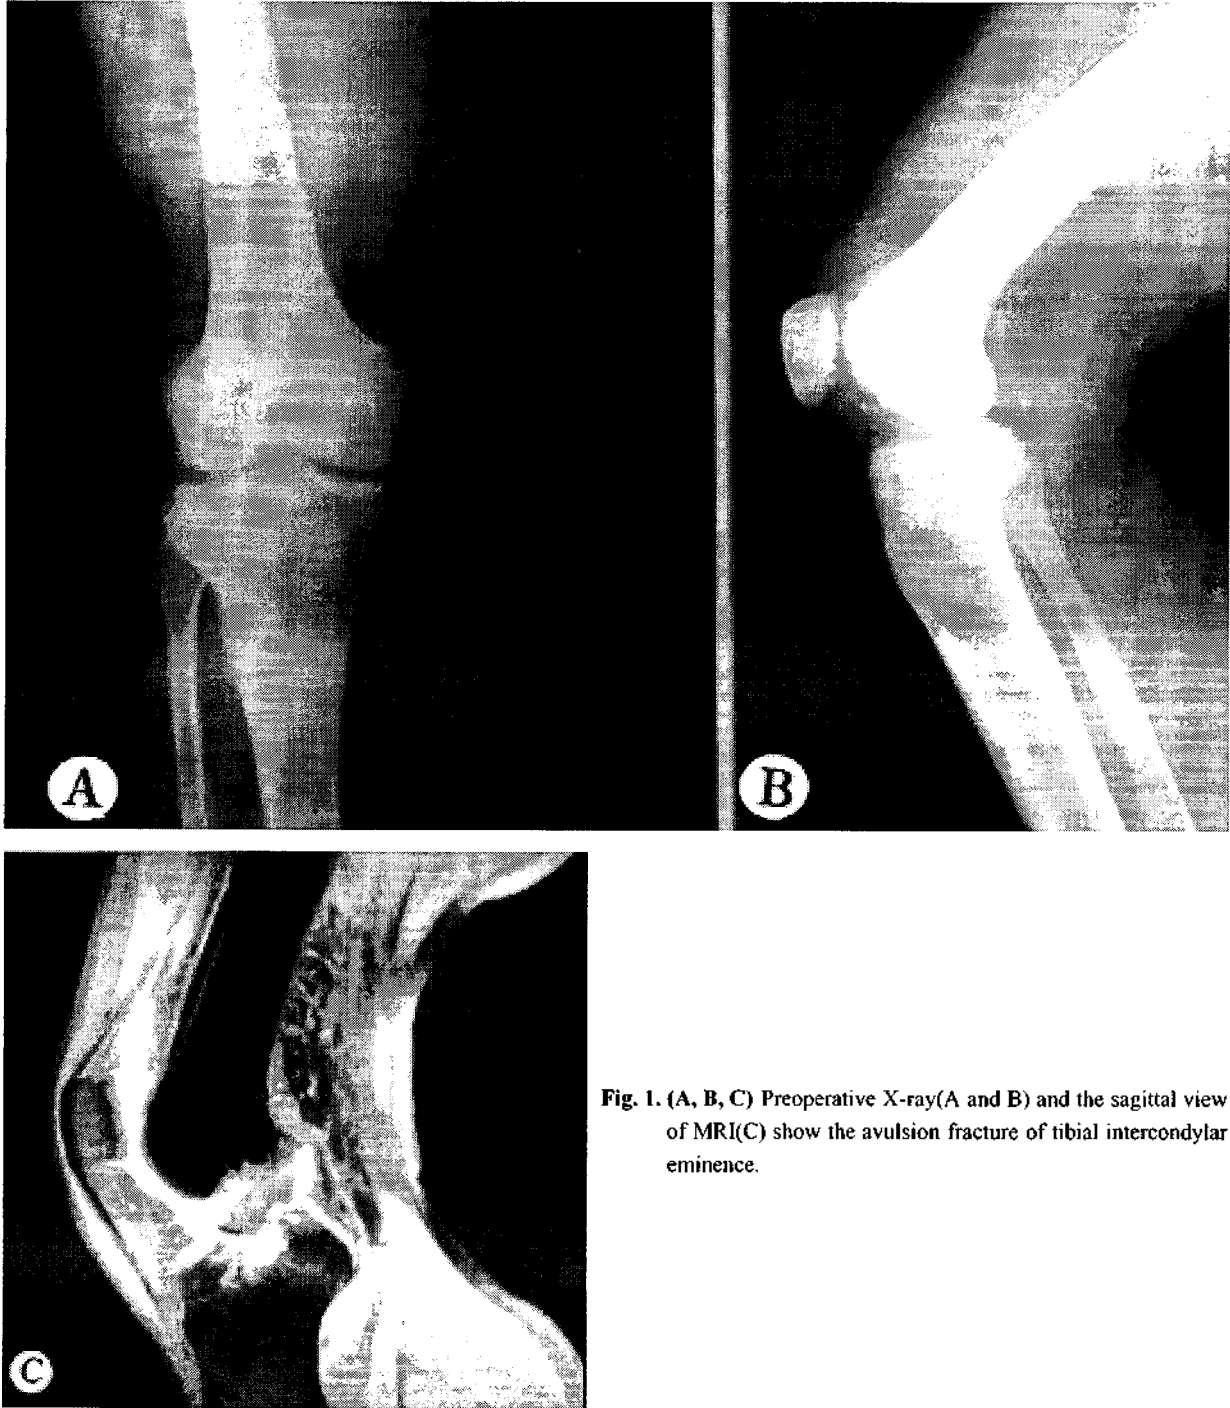 A
B
C
Fig. 1. (A, B, C) Preoperative X-ray(A and B) and the sagittal view
of MRI(C) show the avulsion fracture of tibial intercondylar
eminence.